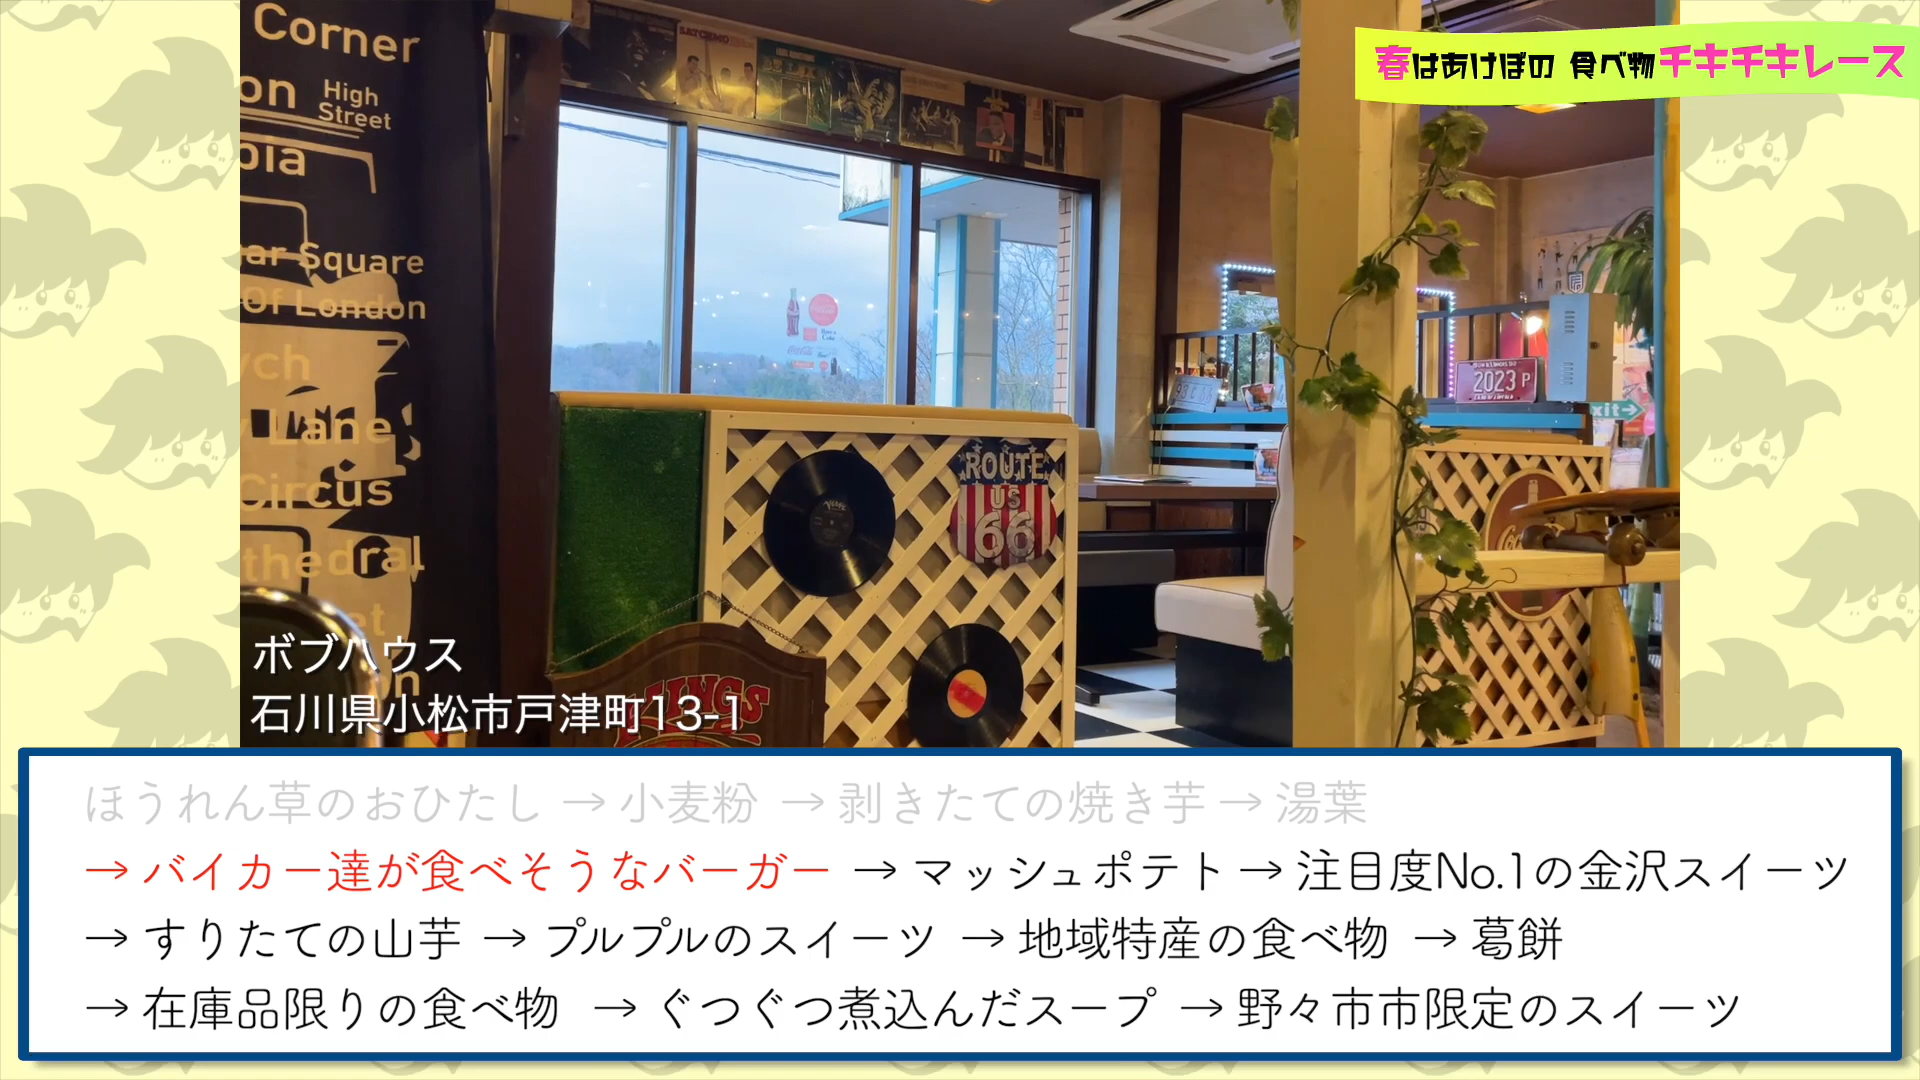 春はあけぼの 食べ物チキチキレース
Corner
on
High
Street
bia
ar Square
Of London
ych
Lane
Circus
thedral
et
on
ROUTE
US
66
2023 P
Exit→
KINGS
ボブハウス
石川県小松市戸津町13-1
ほうれん草のおひたし → 小麦粉 → 剥きたての焼き芋 → 湯葉
→ バイカー達が食べそうなバーガー → マッシュポテト → 注目度No.1の金沢スイーツ
→ すりたての山芋 → プルプルのスイーツ → 地域特産の食べ物 → 葛餅
→ 在庫品限りの食べ物 → ぐつぐつ煮込んだスープ → 野々市市限定のスイーツ